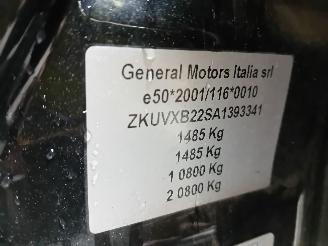 General Motors Italia srl
e50*2001/116*0010
ZKUVXB22SA1393341
1485 Kg
1485 Kg
1 0800 Kg
2 0800 Kg